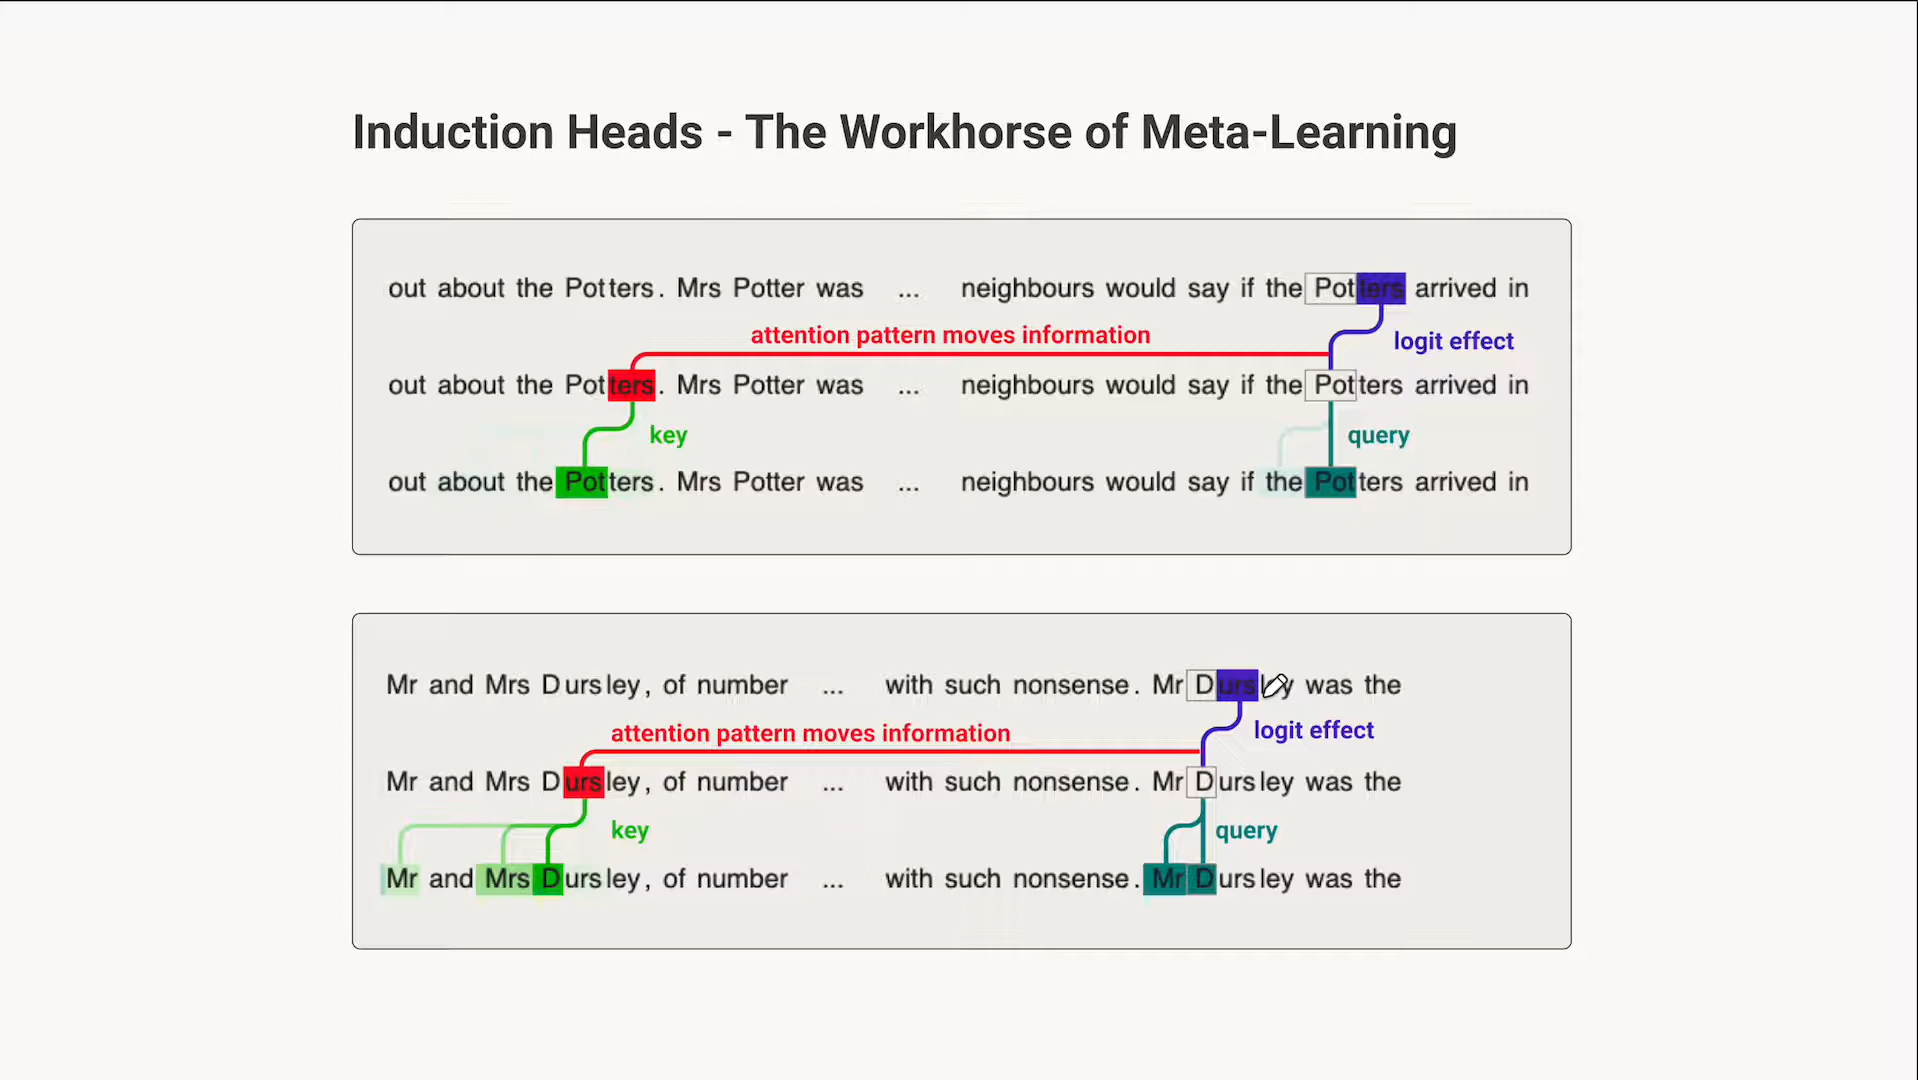 Induction Heads - The Workhorse of Meta-Learning
out about the Potters. Mrs Potter was ... neighbours would say if the Potters arrived in
attention pattern moves information
logit effect
out about the Potters. Mrs Potter was ... neighbours would say if the Potters arrived in
key
query
out about the Potters. Mrs Potter was ... neighbours would say if the Potters arrived in
Mr and Mrs Dursley, of number ... with such nonsense. Mr Dursley was the
attention pattern moves information
logit effect
Mr and Mrs Dursley, of number ... with such nonsense. Mr Dursley was the
key
query
Mr and Mrs Dursley, of number ... with such nonsense. Mr Dursley was the